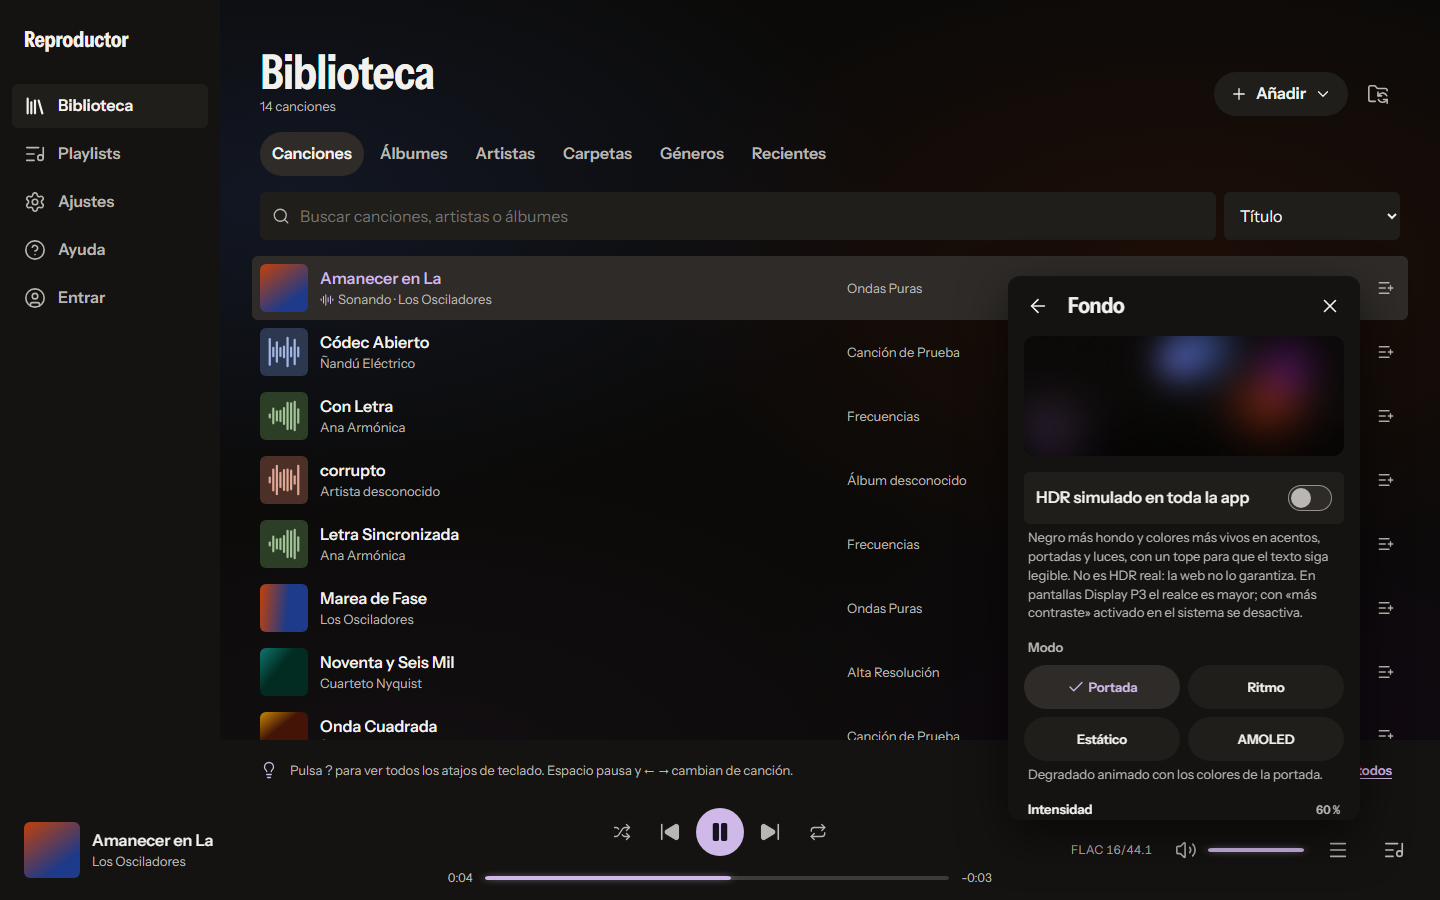 Reproductor
Biblioteca
Playlists
Ajustes
Ayuda
Entrar
Biblioteca
14 canciones
Añadir
Canciones
Álbumes
Artistas
Carpetas
Géneros
Recientes
Buscar canciones, artistas o álbumes
Título
Amanecer en La
Sonando · Los Osciladores
Ondas Puras
Códec Abierto
Ñandú Eléctrico
Canción de Prueba
Con Letra
Ana Armónica
Frecuencias
corrupto
Artista desconocido
Álbum desconocido
Letra Sincronizada
Ana Armónica
Frecuencias
Marea de Fase
Los Osciladores
Ondas Puras
Noventa y Seis Mil
Cuarteto Nyquist
Alta Resolución
Onda Cuadrada
Canción de Prueba
Fondo
HDR simulado en toda la app
Negro más hondo y colores más vivos en acentos,
portadas y luces, con un tope para que el texto siga
legible. No es HDR real: la web no lo garantiza. En
pantallas Display P3 el realce es mayor; con «más
contraste» activado en el sistema se desactiva.
Modo
Portada
Ritmo
Estático
AMOLED
Degradado animado con los colores de la portada.
Intensidad
60 %
Pulsa ? para ver todos los atajos de teclado. Espacio pausa y ← → cambian de canción.
todos
Amanecer en La
Los Osciladores
0:04
-0:03
FLAC 16/44.1